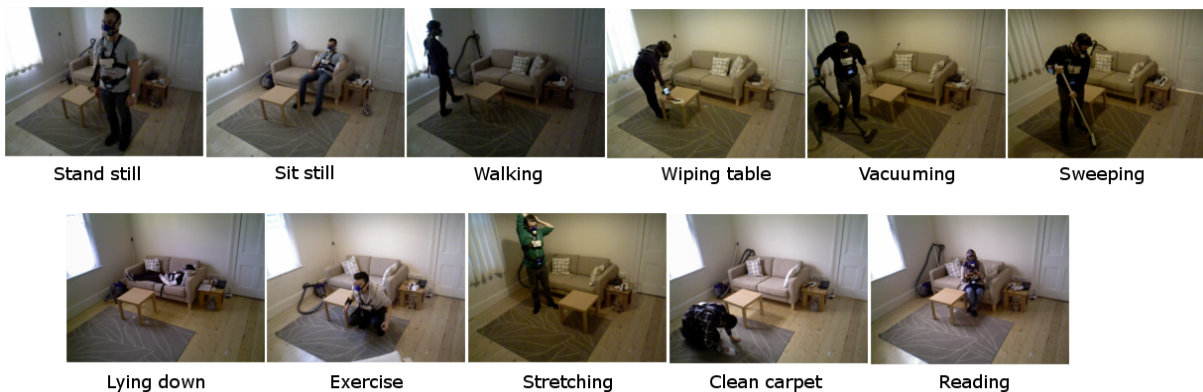 Stand still
Sit still
Walking
Wiping table
Vacuuming
Sweeping
Lying down
Exercise
Stretching
Clean carpet
Reading